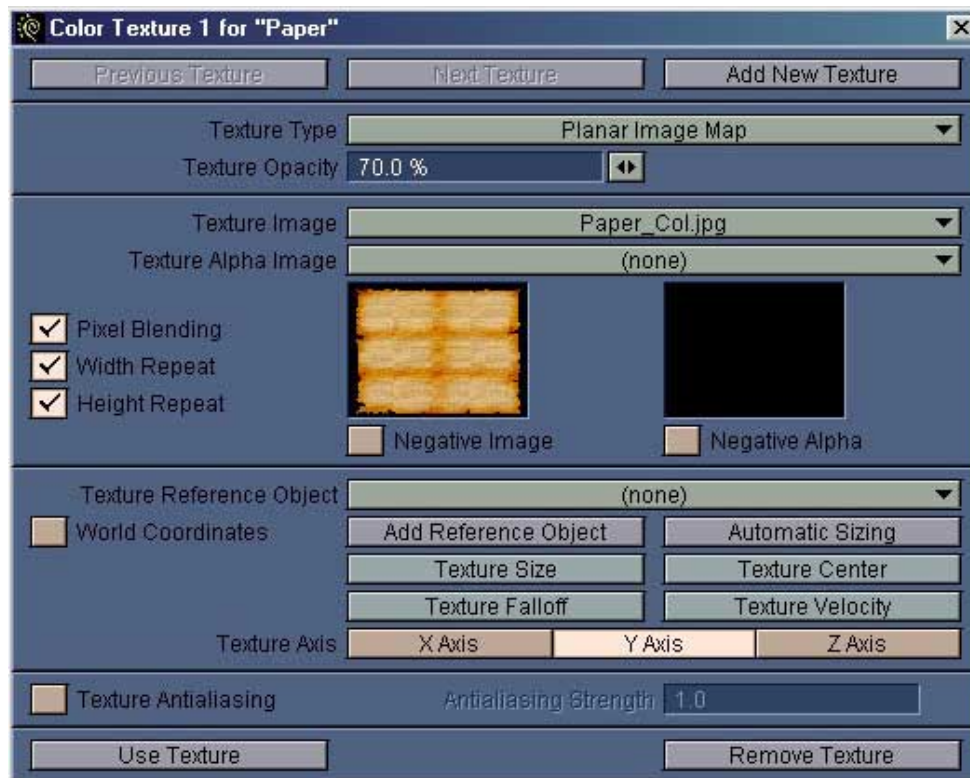 Color Texture 1 for "Paper"
Previous Texture Next Texture Add New Texture
Texture Type Planar Image Map
Texture Opacity 70.0 %
Texture Image Paper_Col.jpg
Texture Alpha Image (none)
Pixel Blending
Width Repeat
Height Repeat
Negative Image Negative Alpha
Texture Reference Object (none)
World Coordinates Add Reference Object Automatic Sizing
Texture Size Texture Center
Texture Falloff Texture Velocity
Texture Axis X Axis Y Axis Z Axis
Texture Antialiasing Antialiasing Strength 1.0
Use Texture Remove Texture